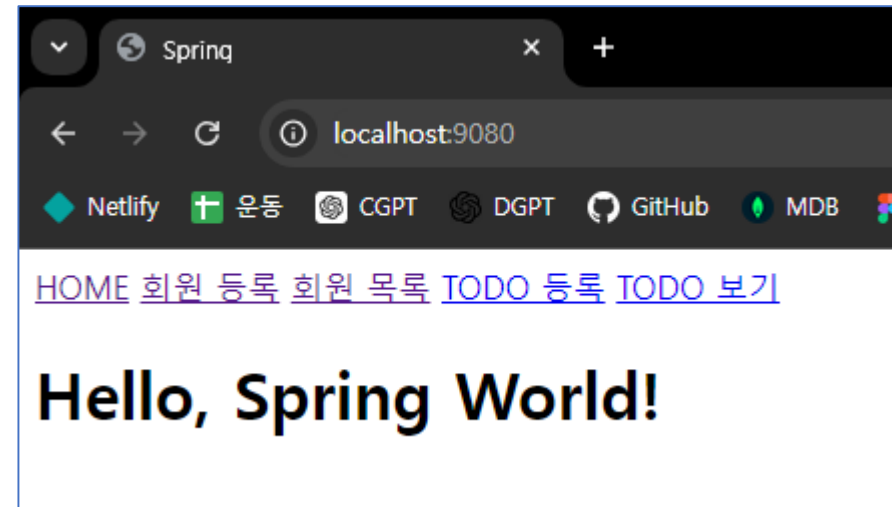 Spring
localhost:9080
Netlify 운동 CGPT DGPT GitHub MDB
HOME 회원 등록 회원 목록 TODO 등록 TODO 보기
Hello, Spring World!